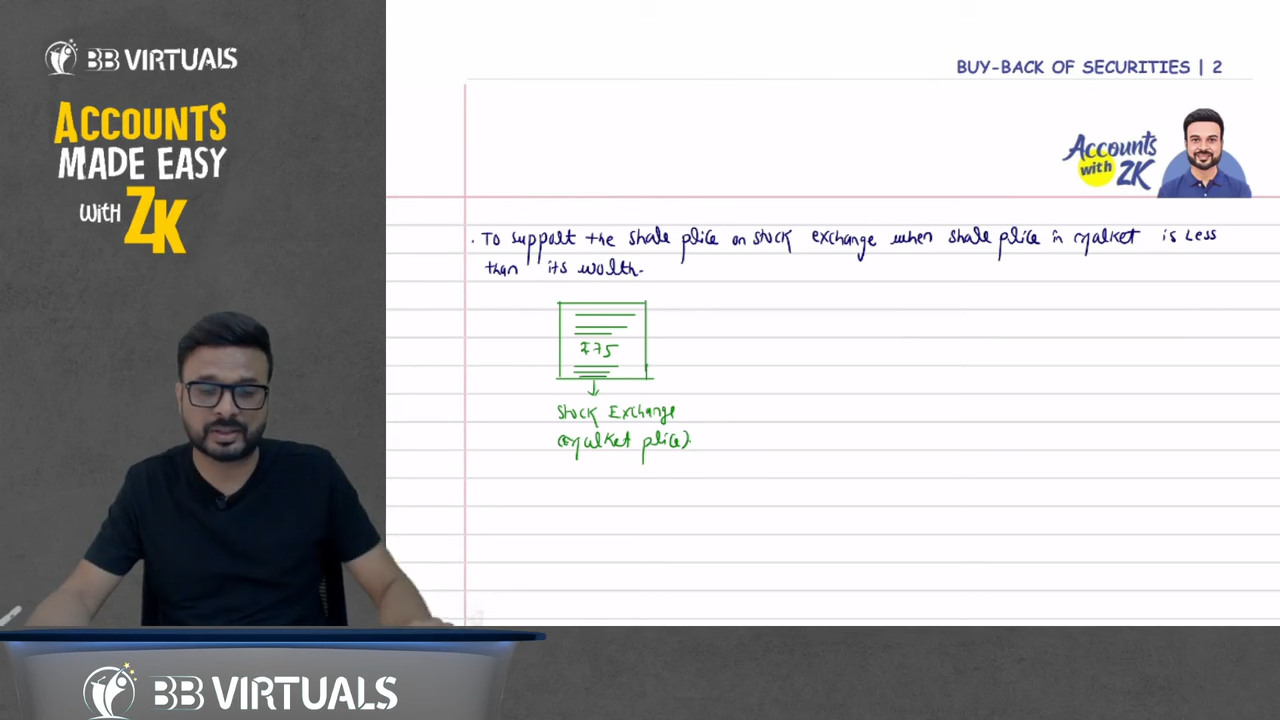 BB VIRTUALS
ACCOUNTS
MADE EASY
with ZK
BUY-BACK OF SECURITIES | 2
Accounts
with ZK
. To support the share price on stock exchange when share price in market is less
than its worth.
₹75
Stock Exchange
(market price).
BB VIRTUALS